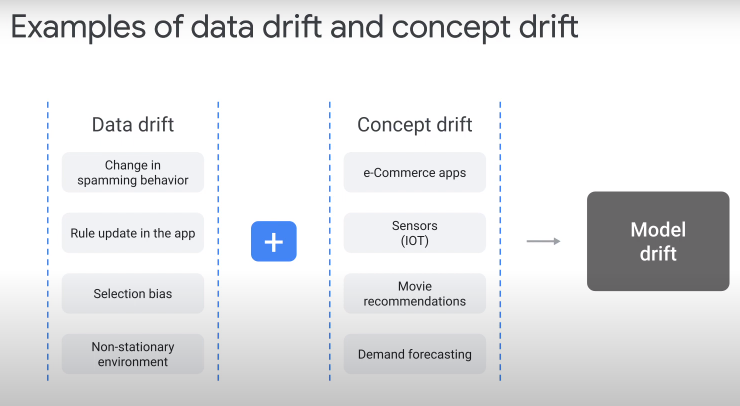 Examples of data drift and concept drift
Data drift
Change in
spamming behavior
Rule update in the app
Selection bias
Non-stationary
environment
+
Concept drift
e-Commerce apps
Sensors
(IOT)
Movie
recommendations
Demand forecasting
Model
drift